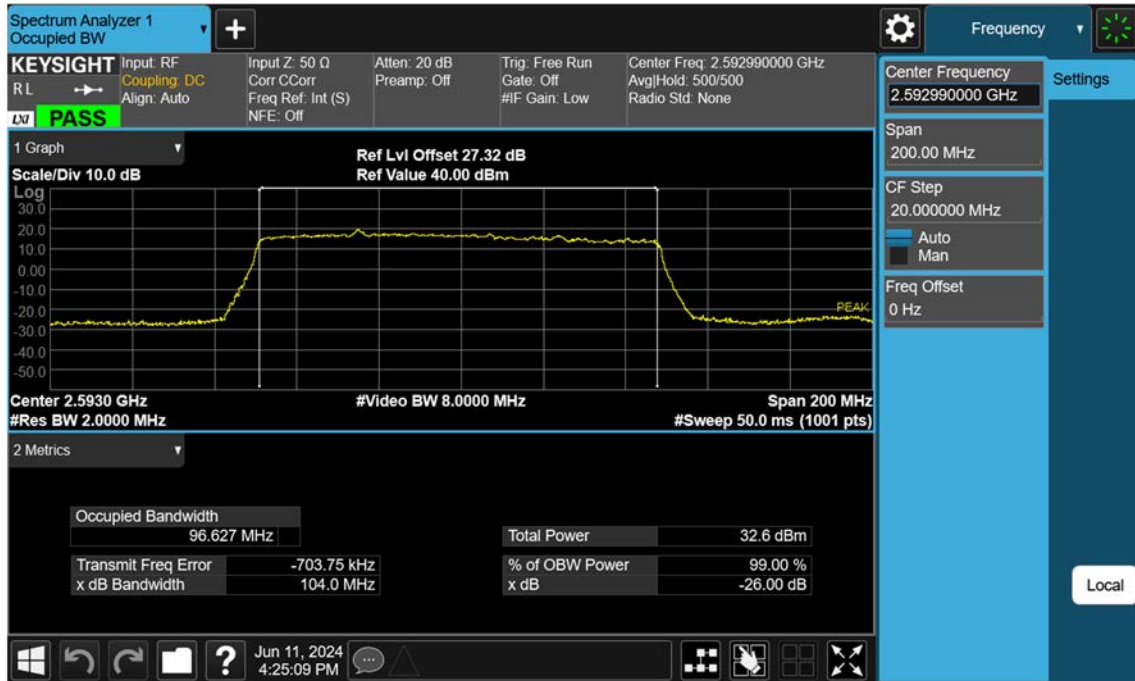 Spectrum Analyzer 1
Occupied BW
Frequency
KEYSIGHT
R L
LXI
PASS
Input: RF
Coupling: DC
Align: Auto
Input Z: 50 Ω
Corr CCorr
Freq Ref: Int (S)
NFE: Off
Atten: 20 dB
Preamp: Off
Trig: Free Run
Gate: Off
#IF Gain: Low
Center Freq: 2.592990000 GHz
Avg|Hold: 500/500
Radio Std: None
Center Frequency
2.592990000 GHz
Settings
Span
200.00 MHz
CF Step
20.000000 MHz
Auto
Man
Freq Offset
0 Hz
Local
1 Graph
Scale/Div 10.0 dB
Ref Lvl Offset 27.32 dB
Ref Value 40.00 dBm
Log
30.0
20.0
10.0
0.00
-10.0
-20.0
-30.0
-40.0
-50.0
PEAK
Center 2.5930 GHz
#Video BW 8.0000 MHz
Span 200 MHz
#Res BW 2.0000 MHz
#Sweep 50.0 ms (1001 pts)
2 Metrics
Occupied Bandwidth
96.627 MHz
Total Power 32.6 dBm
Transmit Freq Error -703.75 kHz
% of OBW Power 99.00 %
x dB Bandwidth 104.0 MHz
x dB -26.00 dB
?
Jun 11, 2024
4:25:09 PM